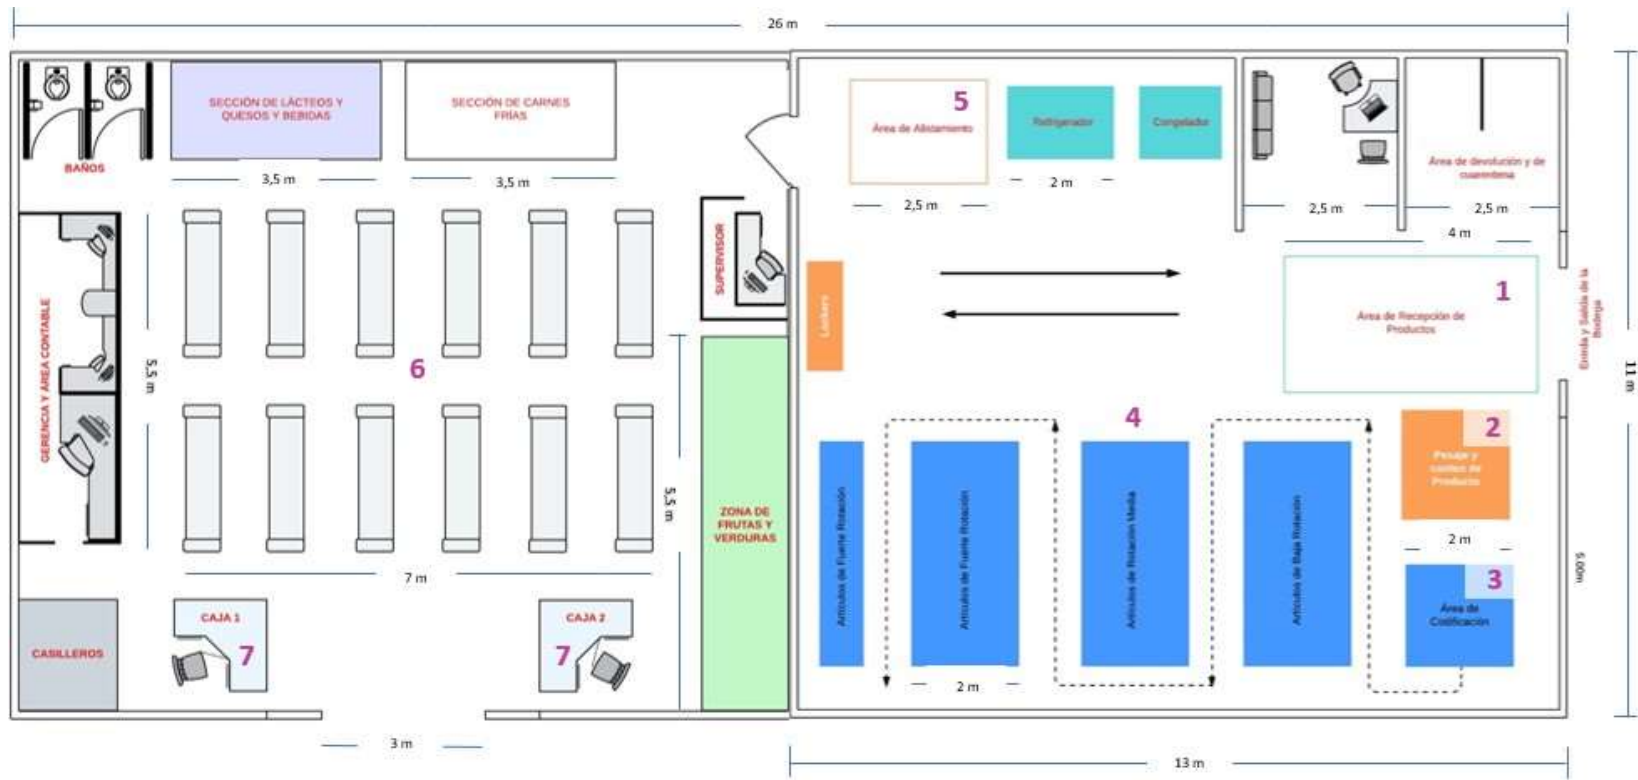 26 m
SECCIÓN DE LÁCTEOS Y
QUESOS Y BEBIDAS
SECCIÓN DE CARNES
FRÍAS
BAÑOS
3,5 m
3,5 m
GERENCIA Y AREA CONTABLE
5,5 m
6
SUPERVISOR
5,5 m
ZONA DE
FRUTAS Y
VERDURAS
7 m
CASILLEROS
CAJA 1
7
CAJA 2
7
3 m
5
Área de Alistamiento
2,5 m
Refrigerador
2 m
Congelador
2,5 m
Área de devolución y de
cuarentena
2,5 m
4 m
Lockers
1
Área de Recepción de
Productos
Entrada y Salida de la
Bodega
11 m
4
2
Pesaje y
conteo de
Producto
2 m
3
Área de
Codificación
5.00m
Artículos de Fuerte Rotación
Artículos de Fuerte Rotación
Artículos de Rotación Media
Artículos de Baja Rotación
2 m
13 m